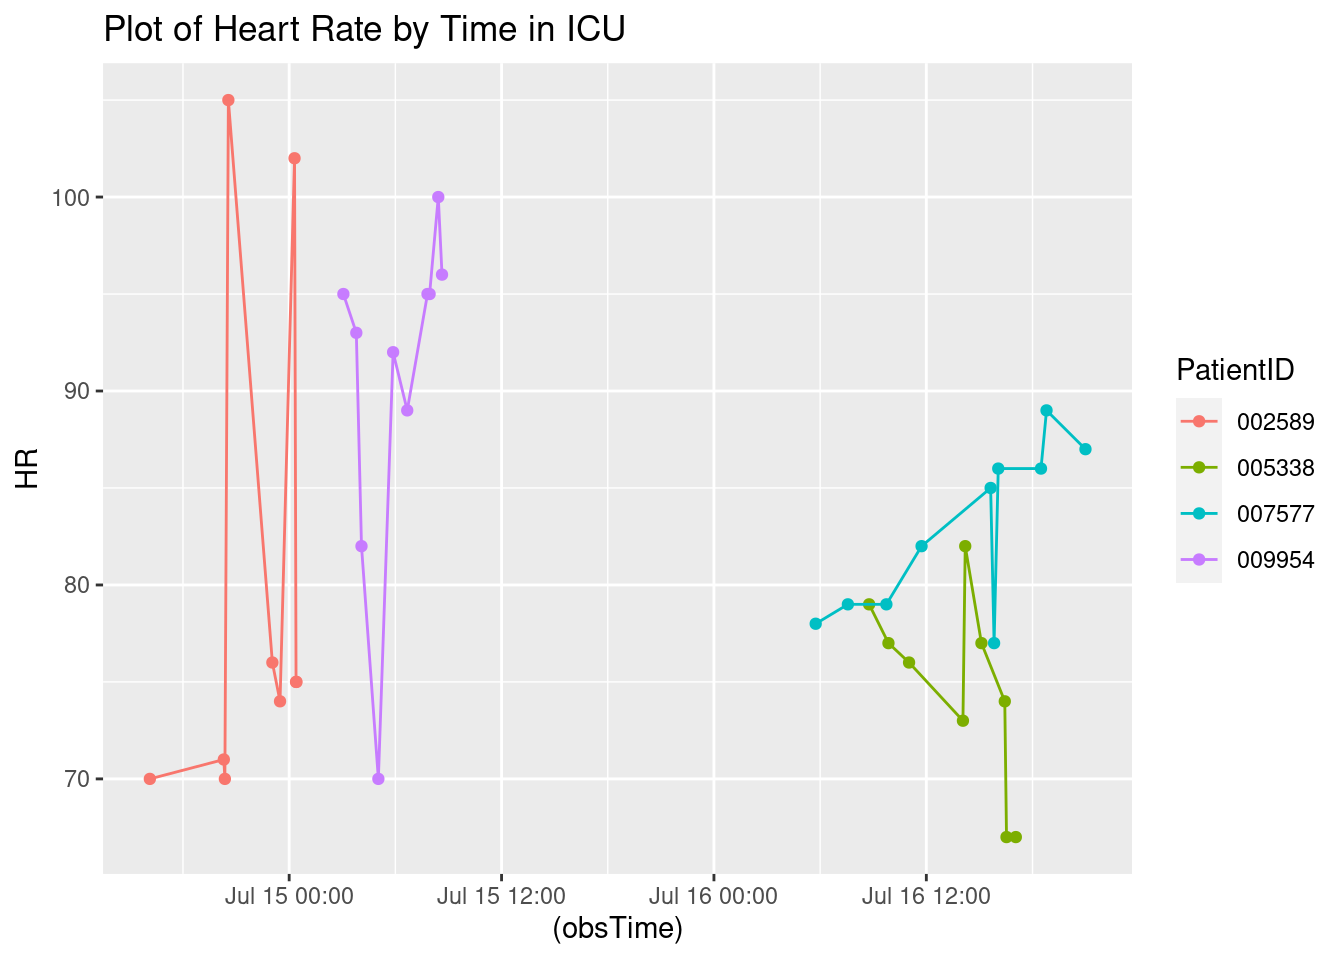 Plot of Heart Rate by Time in ICU
100
90
80
70
HR
Jul 15 00:00
Jul 15 12:00
Jul 16 00:00
Jul 16 12:00
(obsTime)
PatientID
002589
005338
007577
009954